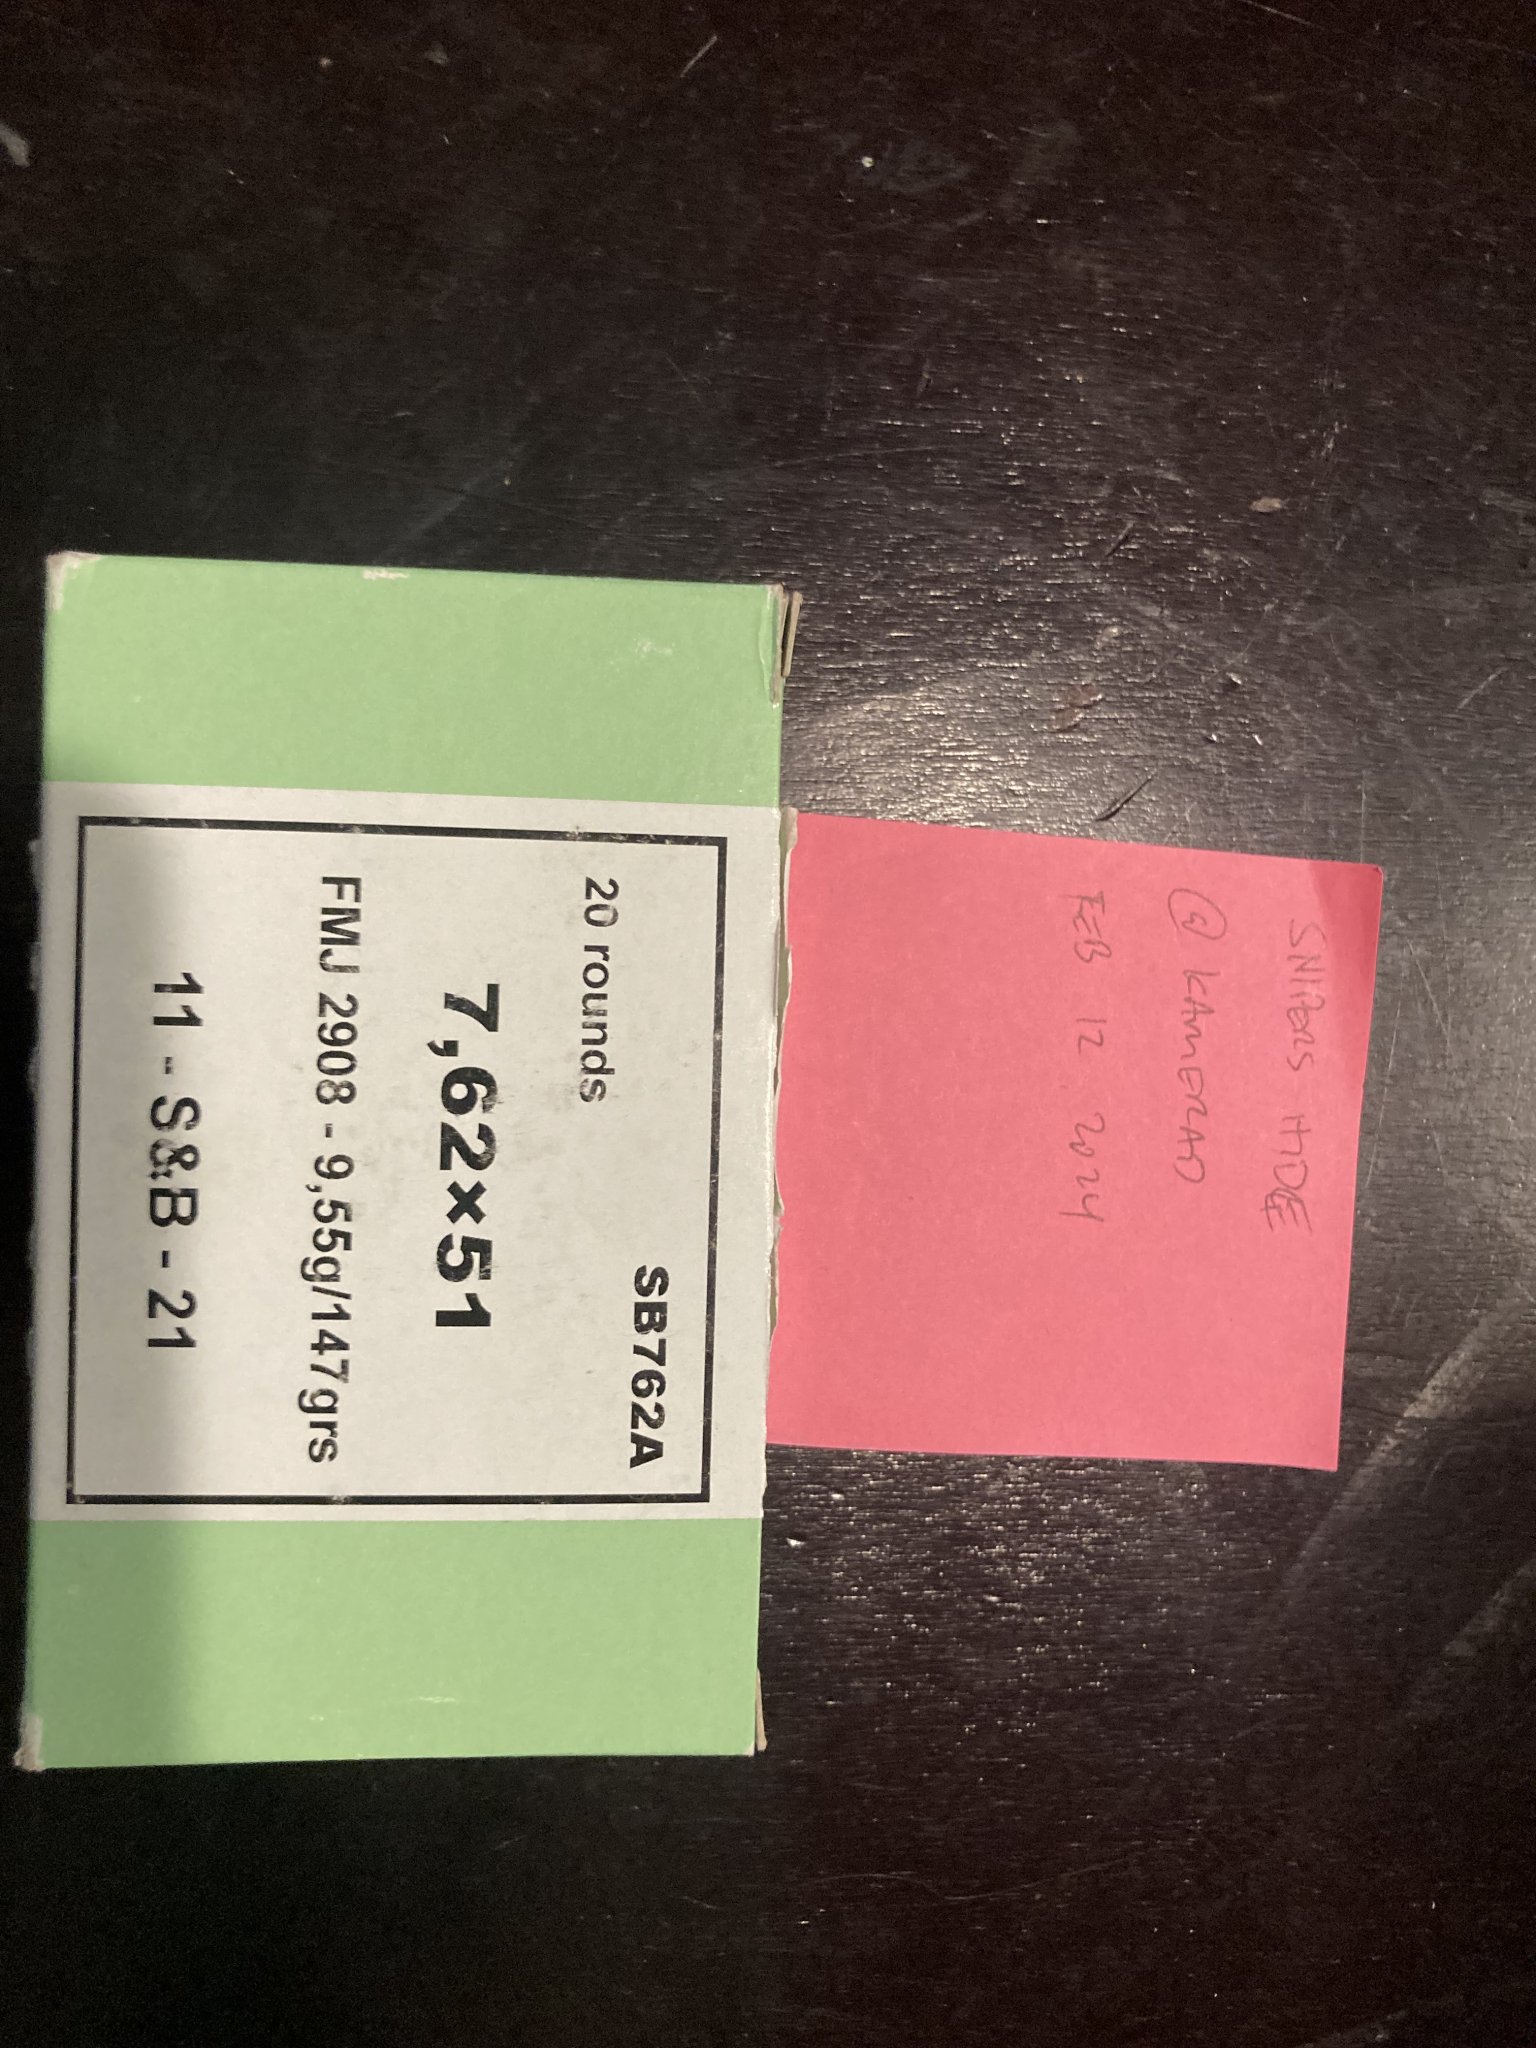 SNIPERS HIDE
@KAMERAD
FEB 12 2024
SB762A
20 rounds
7,62×51
FMJ 2908 - 9,55g/147grs
11 - S&B - 21